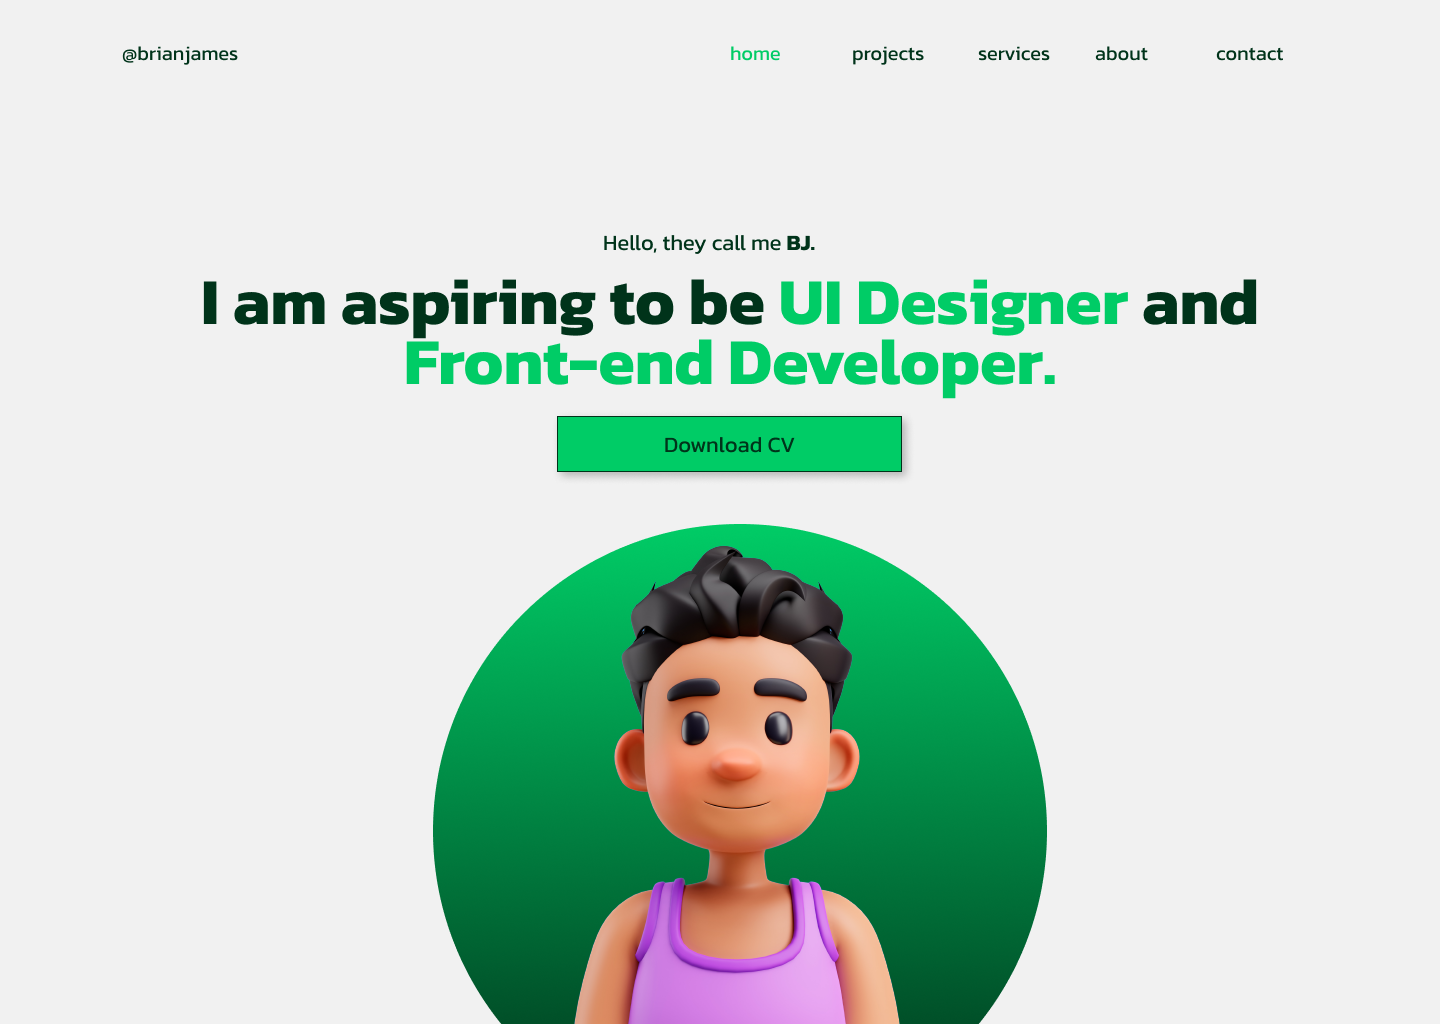 @brianjames home projects services about contact
Hello, they call me BJ.
I am aspiring to be UI Designer and
Front-end Developer.
Download CV